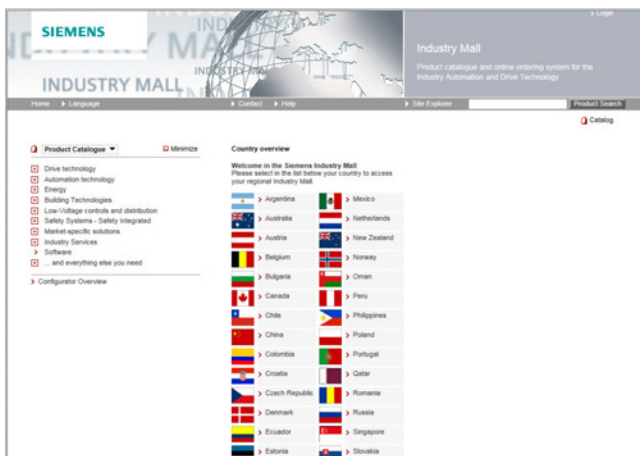 Login
SIEMENS
INDUSTRY MALL
Industry Mall
Product catalogue and online ordering system for the
Industry Automation and Drive Technology.
Home Language Contact Help Site Explorer Product Search
Catalog
Product Catalogue Minimize
Drive technology
Automation technology
Energy
Building Technologies
Low-Voltage controls and distribution
Safety Systems - Safety Integrated
Market-specific solutions
Industry Services
Software
... and everything else you need
Configurator Overview
Country overview
Welcome in the Siemens Industry Mall
Please select in the list below your country to access
your regional Industry Mall.
Argentina Mexico
Australia Netherlands
Austria New Zealand
Belgium Norway
Bulgaria Oman
Canada Peru
Chile Philippines
China Poland
Colombia Portugal
Croatia Qatar
Czech Republic Romania
Denmark Russia
Ecuador Singapore
Estonia Slovakia